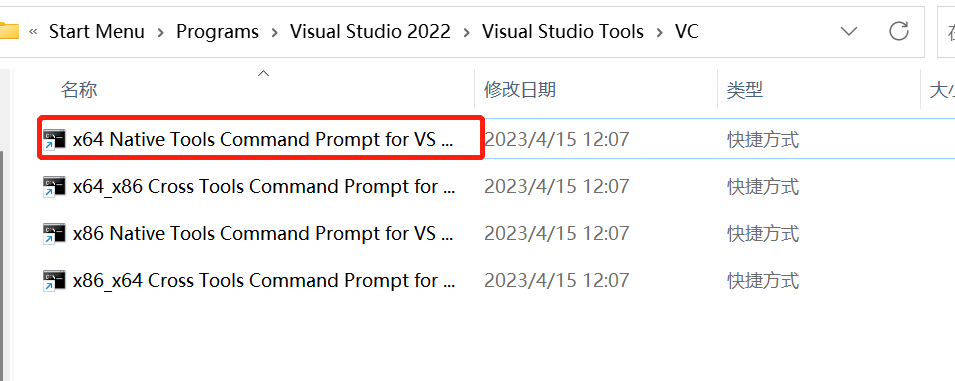 « Start Menu > Programs > Visual Studio 2022 > Visual Studio Tools > VC
名称 修改日期 类型
x64 Native Tools Command Prompt for VS ... 2023/4/15 12:07 快捷方式
x64_x86 Cross Tools Command Prompt for ... 2023/4/15 12:07 快捷方式
x86 Native Tools Command Prompt for VS ... 2023/4/15 12:07 快捷方式
x86_x64 Cross Tools Command Prompt for ... 2023/4/15 12:07 快捷方式